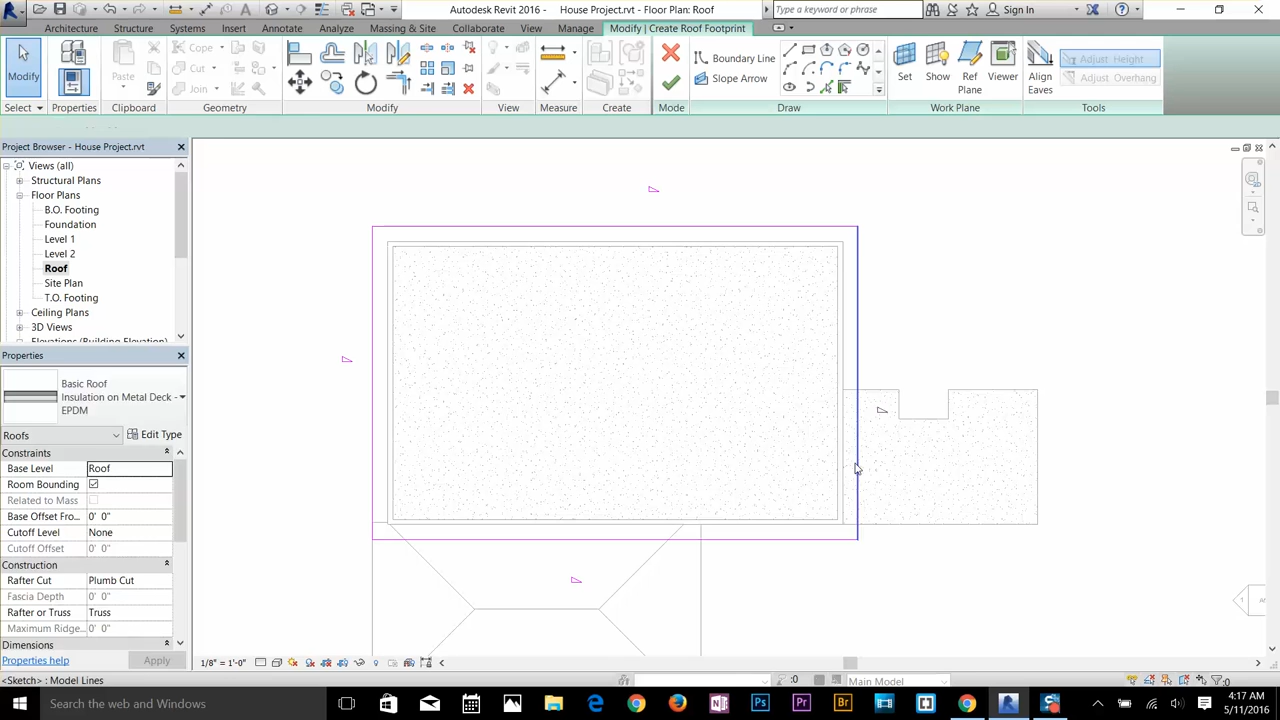 Autodesk Revit 2016 - House Project.rvt - Floor Plan: Roof
Type a keyword or phrase
Sign In
Architecture Structure Systems Insert Annotate Analyze Massing & Site Collaborate View Manage Modify | Create Roof Footprint
Modify
Paste
Cope
Cut
Join
Boundary Line
Slope Arrow
Set Show Ref Plane Viewer
Align Eaves
Adjust Height
Adjust Overhang
Select Properties Clipboard Geometry Modify View Measure Create Mode Draw Work Plane Tools
Project Browser - House Project.rvt
Views (all)
Structural Plans
Floor Plans
B.O. Footing
Foundation
Level 1
Level 2
Roof
Site Plan
T.O. Footing
Ceiling Plans
3D Views
Elevations (Building Elevation)
Properties
Basic Roof
Insulation on Metal Deck -
EPDM
Roofs
Edit Type
Constraints
Base Level Roof
Room Bounding
Related to Mass
Base Offset Fro... 0' 0"
Cutoff Level None
Cutoff Offset 0' 0"
Construction
Rafter Cut Plumb Cut
Fascia Depth 0' 0"
Rafter or Truss Truss
Maximum Ridge... 0' 0"
Dimensions
Properties help
Apply
1/8" = 1'-0"
<Sketch> : Model Lines
:0
Main Model
:0
Search the web and Windows
4:17 AM
5/11/2016